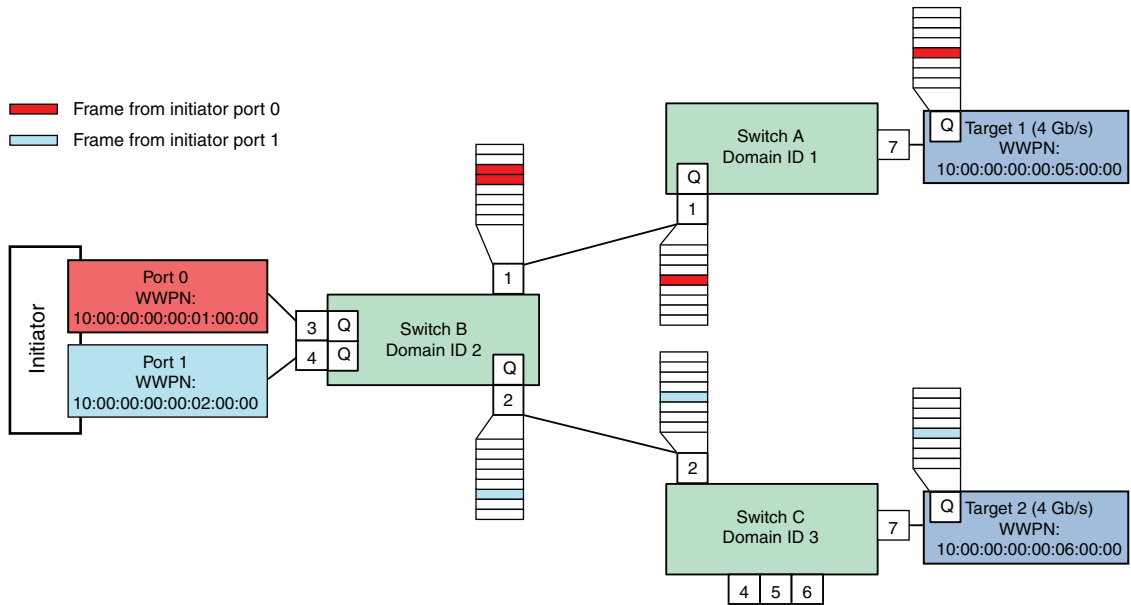 Frame from initiator port 0
Frame from initiator port 1
Q
Target 1 (4 Gb/s)
WWPN:
10:00:00:00:00:05:00:00
Switch A
Domain ID 1
7
Q
1
1
Initiator
Port 0
WWPN:
10:00:00:00:00:01:00:00
Port 1
WWPN:
10:00:00:00:00:02:00:00
3
Q
4
Q
Switch B
Domain ID 2
Q
2
2
Switch C
Domain ID 3
7
4 5 6
Q
Target 2 (4 Gb/s)
WWPN:
10:00:00:00:00:06:00:00